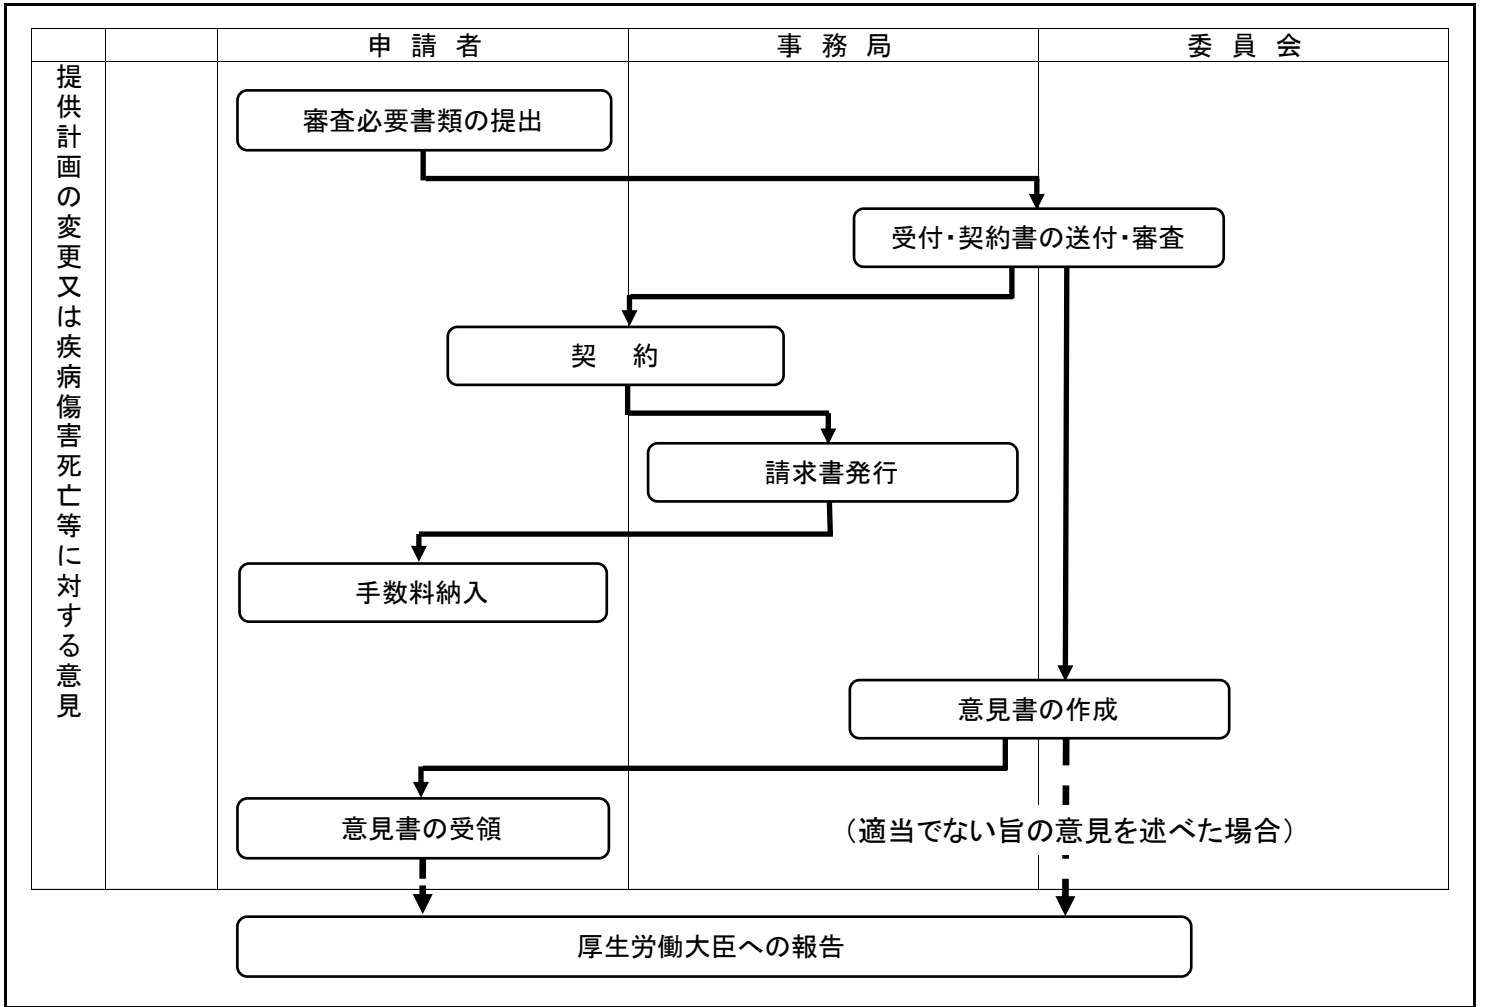 申 請 者
事 務 局
委 員 会
提供計画の変更又は疾病傷害死亡等に対する意見
審査必要書類の提出
受付・契約書の送付・審査
契 約
請求書発行
手数料納入
意見書の作成
意見書の受領
（適当でない旨の意見を述べた場合）
厚生労働大臣への報告